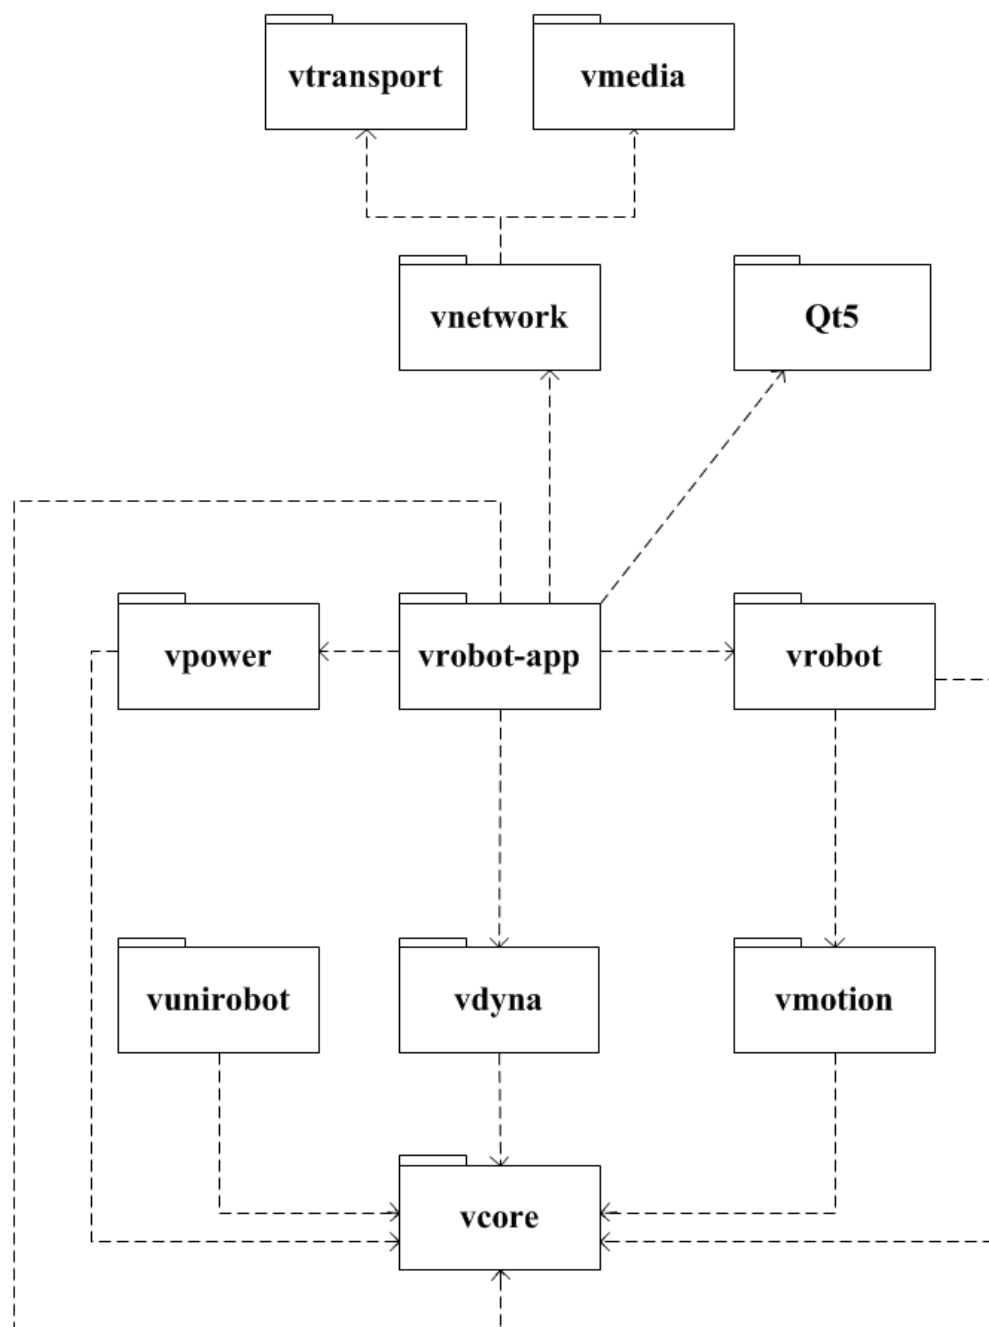 vtransport
vmedia
vnetwork
Qt5
vpower
vrobot-app
vrobot
vunirobot
vdyna
vmotion
vcore